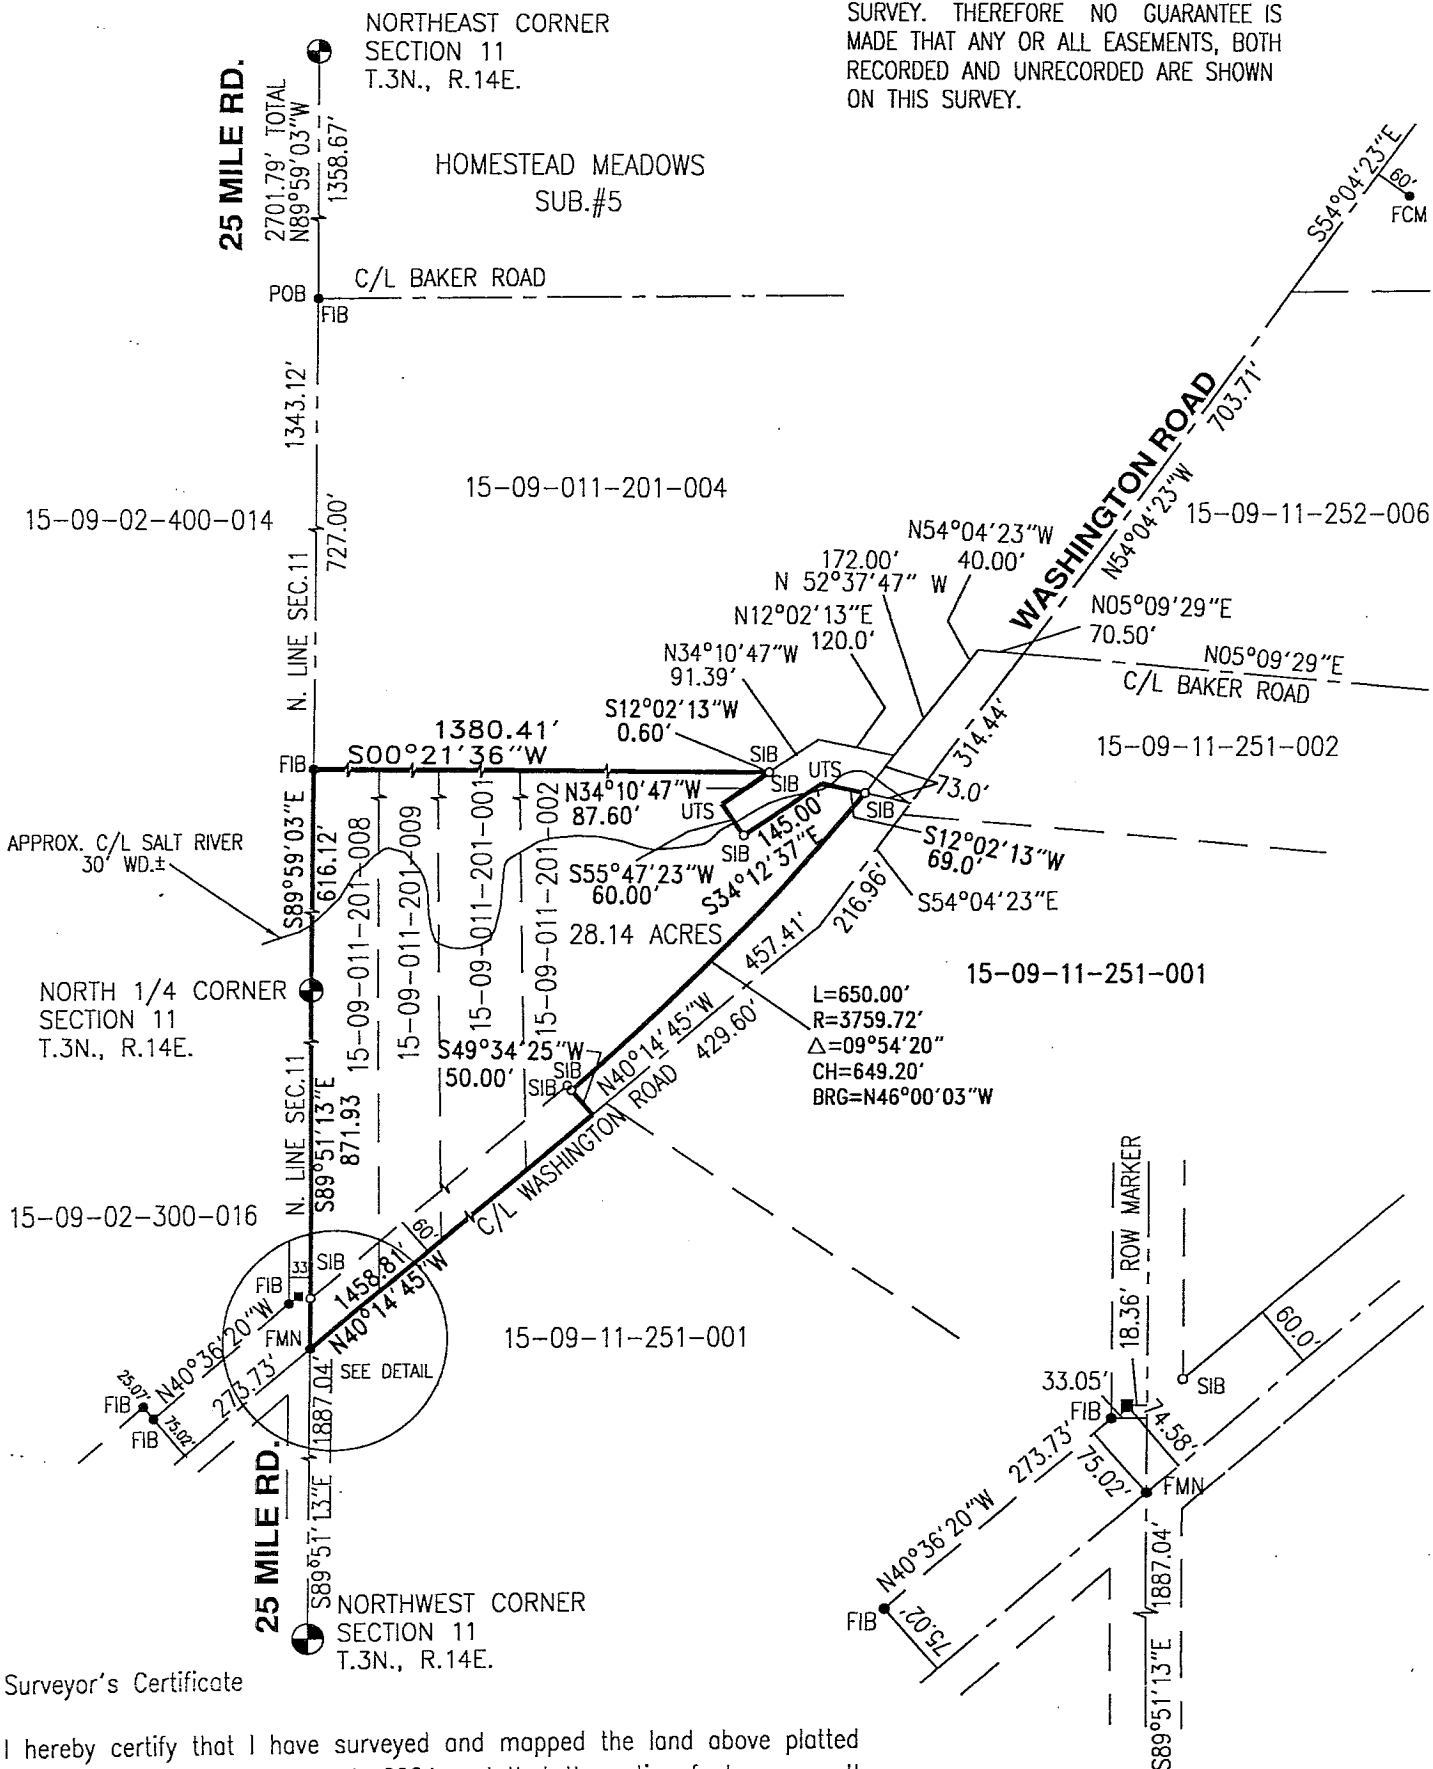 SURVEY. THEREFORE NO GUARANTEE IS
MADE THAT ANY OR ALL EASEMENTS, BOTH
RECORDED AND UNRECORDED ARE SHOWN
ON THIS SURVEY.
NORTHEAST CORNER
SECTION 11
T.3N., R.14E.
25 MILE RD.
2701.79' TOTAL
N89°59'03"W
1358.67'
HOMESTEAD MEADOWS
SUB.#5
S54°04'23"E
60'
FCM
POB
C/L BAKER ROAD
FIB
1343.12'
727.00'
N. LINE SEC.11
15-09-02-400-014
15-09-011-201-004
WASHINGTON ROAD
703.71'
N54°04'23"W
15-09-11-252-006
N54°04'23"W
40.00'
172.00'
N 52°37'47" W
N12°02'13"E
120.0'
N34°10'47"W
91.39'
S12°02'13"W
0.60'
N05°09'29"E
70.50'
N05°09'29"E
C/L BAKER ROAD
314.44'
15-09-11-251-002
1380.41'
S00°21'36"W
FIB
SIB
SIB
UTS
73.0'
SIB
N34°10'47"W
87.60'
UTS
SIB
145.00'
S34°12'37"E
S12°02'13"W
69.0'
S55°47'23"W
60.00'
S54°04'23"E
216.96'
APPROX. C/L SALT RIVER
30' WD.±
S89°59'03"E
616.12'
15-09-011-201-008
15-09-011-201-009
15-09-011-201-001
15-09-011-201-002
28.14 ACRES
457.41'
15-09-11-251-001
NORTH 1/4 CORNER
SECTION 11
T.3N., R.14E.
L=650.00'
R=3759.72'
△=09°54'20"
CH=649.20'
BRG=N46°00'03"W
S49°34'25"W
50.00'
SIB
SIB
N40°14'45"W
429.60'
N. LINE SEC.11
S89°51'13"E
871.93
C/L WASHINGTON ROAD
15-09-02-300-016
60'
33'
SIB
FIB
1458.81'
N40°14'45"W
FMN
SEE DETAIL
15-09-11-251-001
N40°36'20"W
273.73'
25.07'
FIB
FIB
75.02'
1887.04'
S89°51'13"E
25 MILE RD.
NORTHWEST CORNER
SECTION 11
T.3N., R.14E.
18.36' ROW MARKER
60.0'
SIB
33.05'
FIB
74.58'
75.02'
FMN
273.73'
N40°36'20"W
FIB
75.02'
1887.04'
S89°51'13"E
Surveyor's Certificate
I hereby certify that I have surveyed and mapped the land above platted